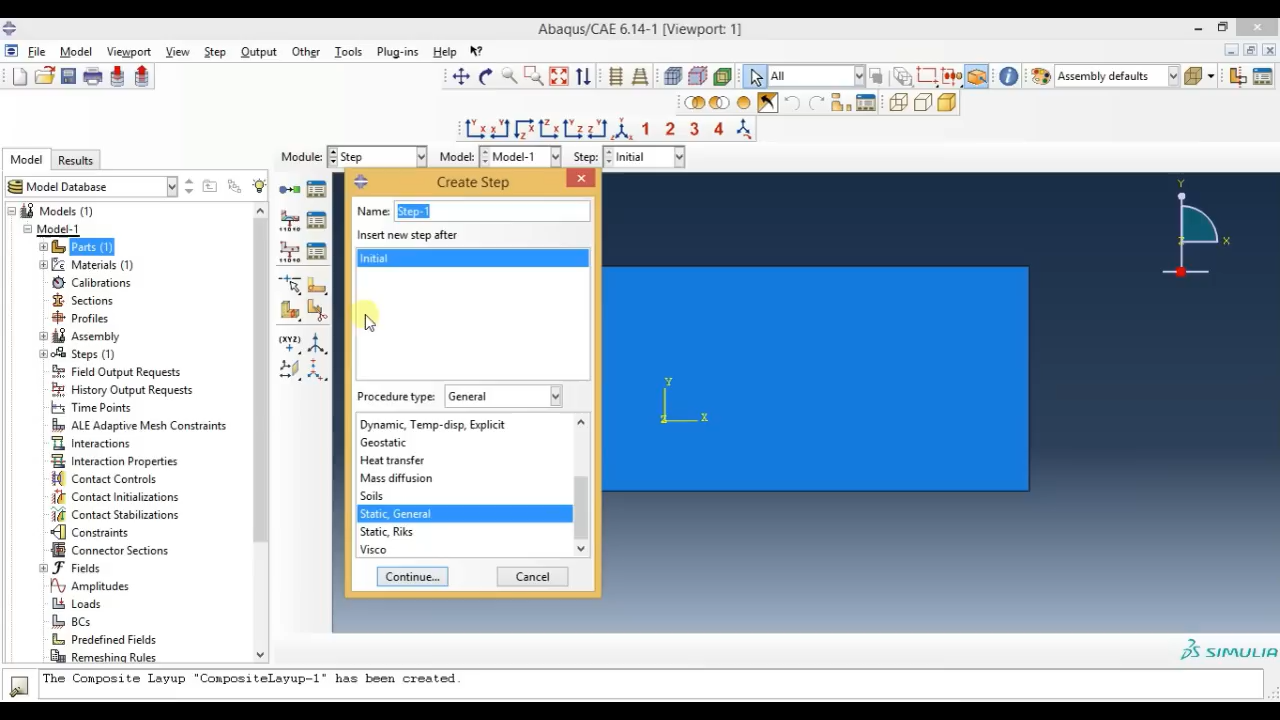 Abaqus/CAE 6.14-1 [Viewport: 1]
File Model Viewport View Step Output Other Tools Plug-ins Help
All Assembly defaults
1 2 3 4
Model Results Module: Step Model: Model-1 Step: Initial
Model Database
Models (1)
Model-1
Parts (1)
Materials (1)
Calibrations
Sections
Profiles
Assembly
Steps (1)
Field Output Requests
History Output Requests
Time Points
ALE Adaptive Mesh Constraints
Interactions
Interaction Properties
Contact Controls
Contact Initializations
Contact Stabilizations
Constraints
Connector Sections
Fields
Amplitudes
Loads
BCs
Predefined Fields
Remeshing Rules
Create Step
Name: Step-1
Insert new step after
Initial
Procedure type: General
Dynamic, Temp-disp, Explicit
Geostatic
Heat transfer
Mass diffusion
Soils
Static, General
Static, Riks
Visco
Continue... Cancel
(XYZ)
Y
X
Z
Y
Z X
SIMULIA
The Composite Layup "CompositeLayup-1" has been created.